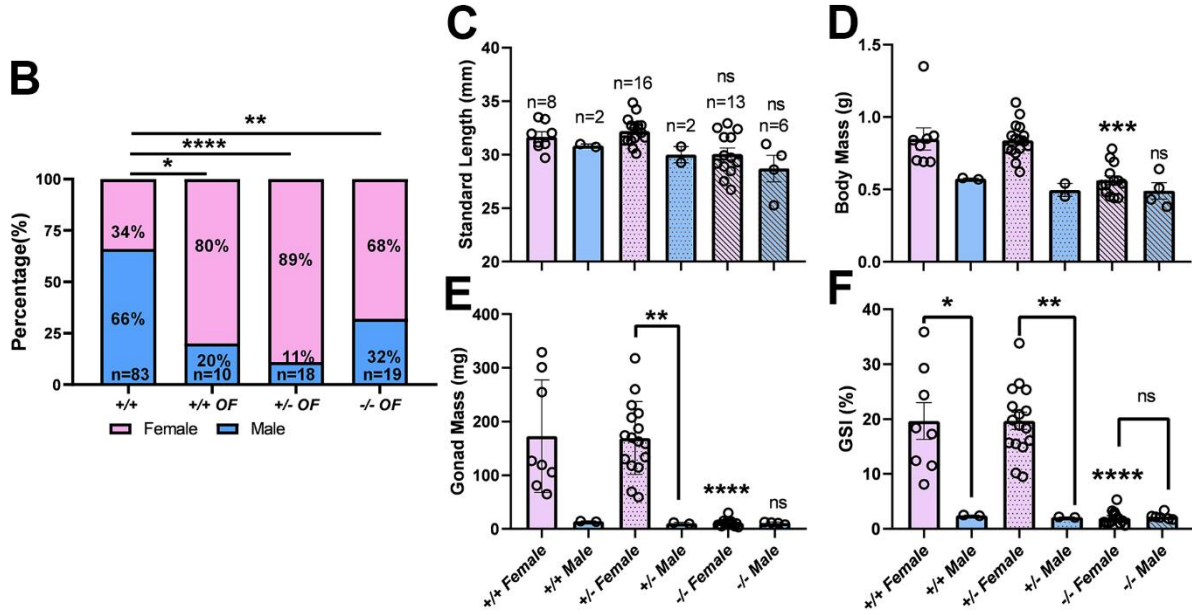 B
**
****
*
Percentage(%)
100
75
50
25
0
34%
66%
n=83
80%
20%
n=10
89%
11%
n=18
68%
32%
n=19
+/+
+/+ OF
+/- OF
-/- OF
Female
Male
C
Standard Length (mm)
40
35
30
25
20
n=8
n=2
n=16
n=2
ns
n=13
ns
n=6
D
Body Mass (g)
1.5
1.0
0.5
0.0
***
ns
E
Gonad Mass (mg)
400
300
200
100
0
**
****
ns
+/+ Female
+/+ Male
+/- Female
+/- Male
-/- Female
-/- Male
F
GSI (%)
40
30
20
10
0
*
**
****
ns
+/+ Female
+/+ Male
+/- Female
+/- Male
-/- Female
-/- Male